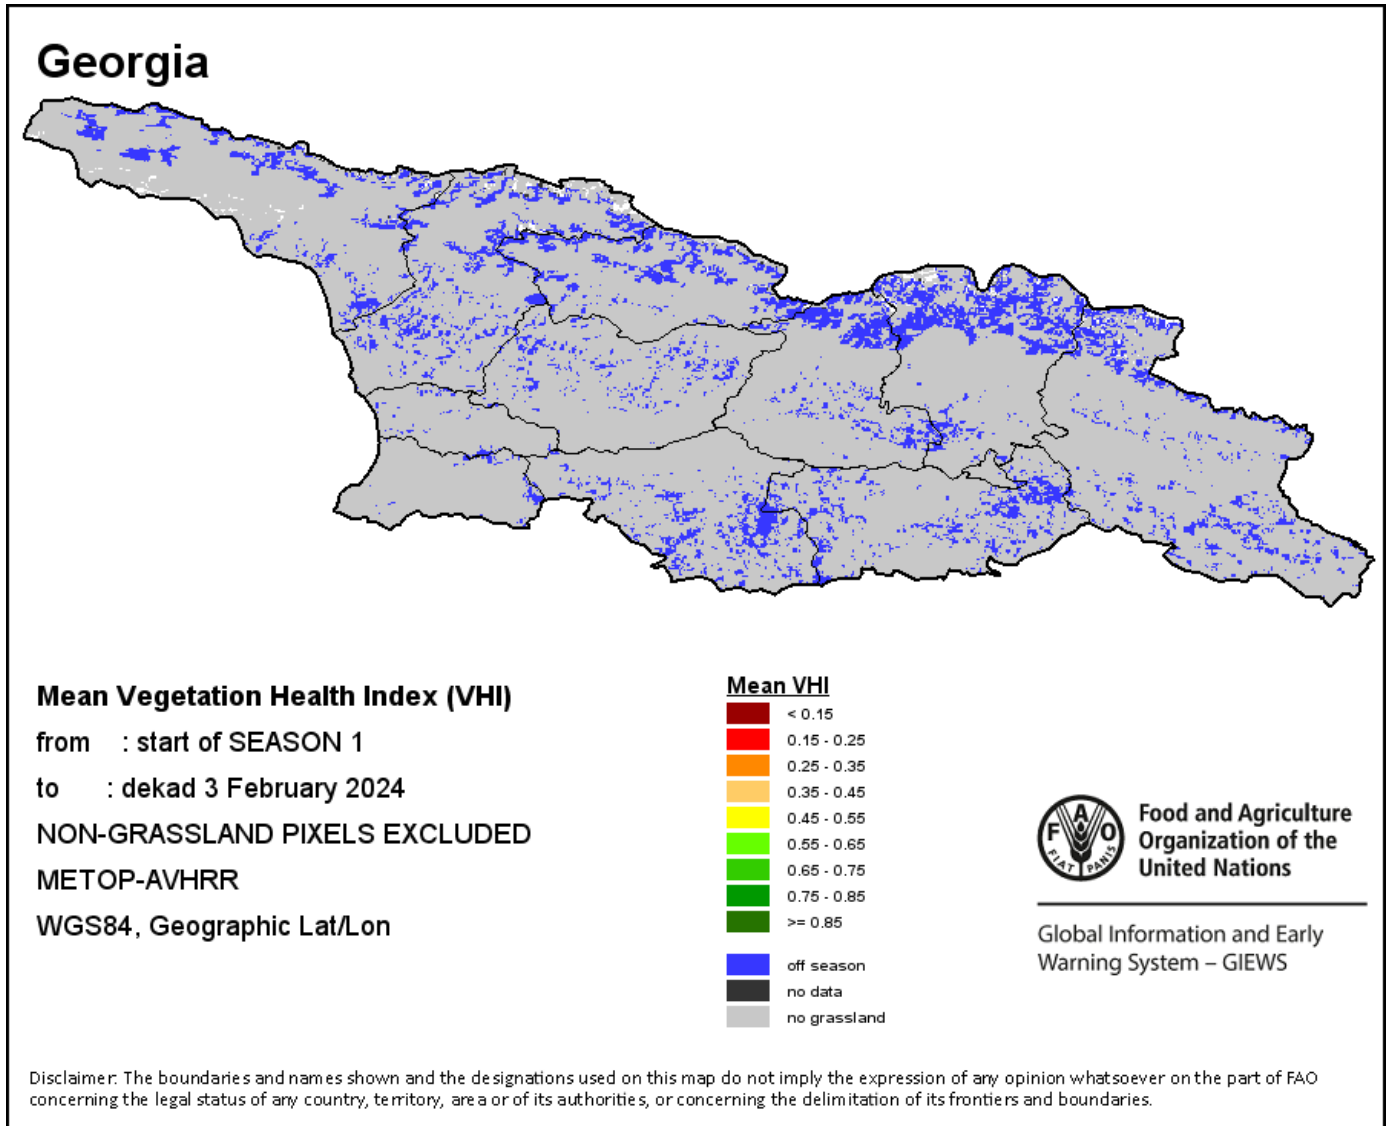 Georgia
Mean Vegetation Health Index (VHI)
from : start of SEASON 1
to : dekad 3 February 2024
NON-GRASSLAND PIXELS EXCLUDED
METOP-AVHRR
WGS84, Geographic Lat/Lon
Mean VHI
< 0.15
0.15 - 0.25
0.25 - 0.35
0.35 - 0.45
0.45 - 0.55
0.55 - 0.65
0.65 - 0.75
0.75 - 0.85
>= 0.85
off season
no data
no grassland
F A O
FIAT PANIS
Food and Agriculture
Organization of the
United Nations
Global Information and Early
Warning System – GIEWS
Disclaimer: The boundaries and names shown and the designations used on this map do not imply the expression of any opinion whatsoever on the part of FAO
concerning the legal status of any country, territory, area or of its authorities, or concerning the delimitation of its frontiers and boundaries.